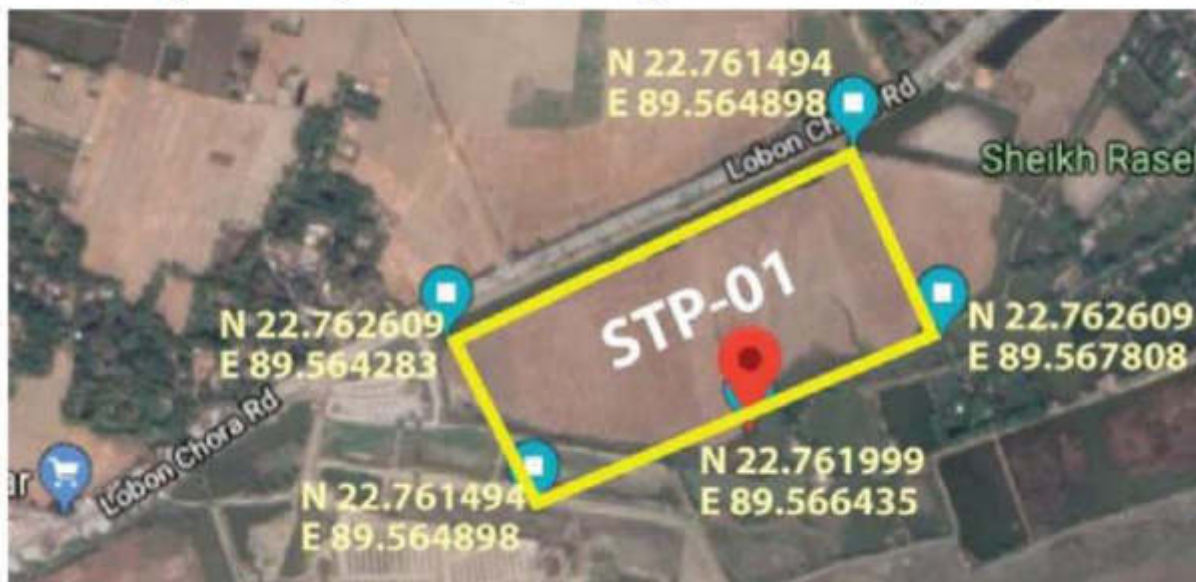 N 22.761494
E 89.564898
Lobon Chora Rd
Sheikh Rasel
STP-01
N 22.762609
E 89.564283
N 22.762609
E 89.567808
Lobon Chora Rd
N 22.761999
E 89.566435
ar
N 22.761494
E 89.564898